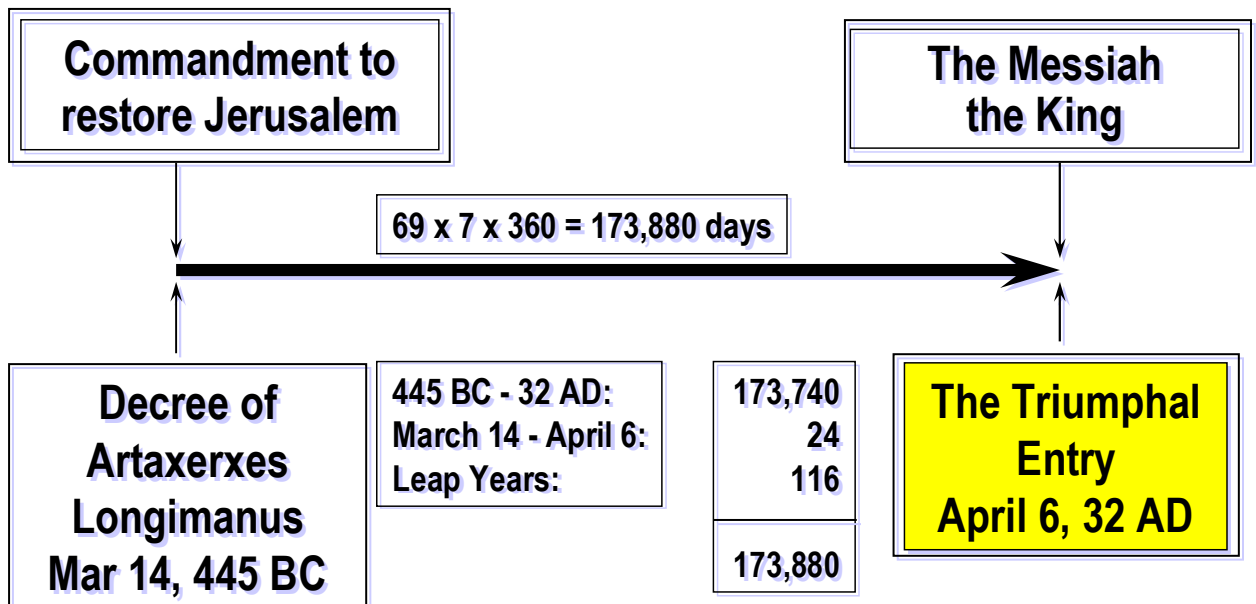 Commandment to
restore Jerusalem
The Messiah
the King
69 x 7 x 360 = 173,880 days
Decree of
Artaxerxes
Longimanus
Mar 14, 445 BC
445 BC - 32 AD: 173,740
March 14 - April 6: 24
Leap Years: 116
173,880
The Triumphal
Entry
April 6, 32 AD